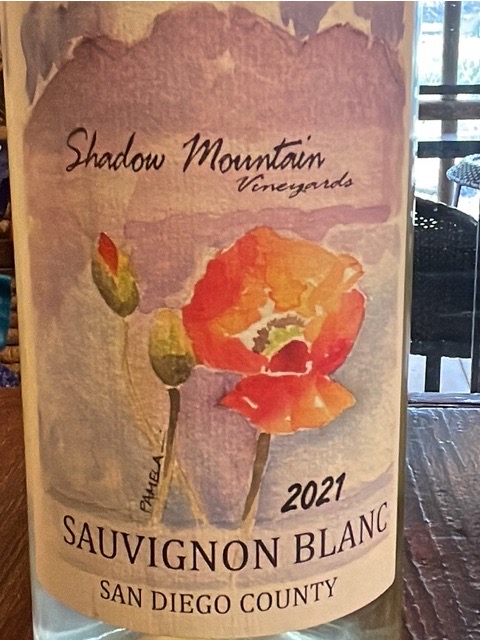 Shadow Mountain
Vineyards
PAMELA
2021
SAUVIGNON BLANC
SAN DIEGO COUNTY